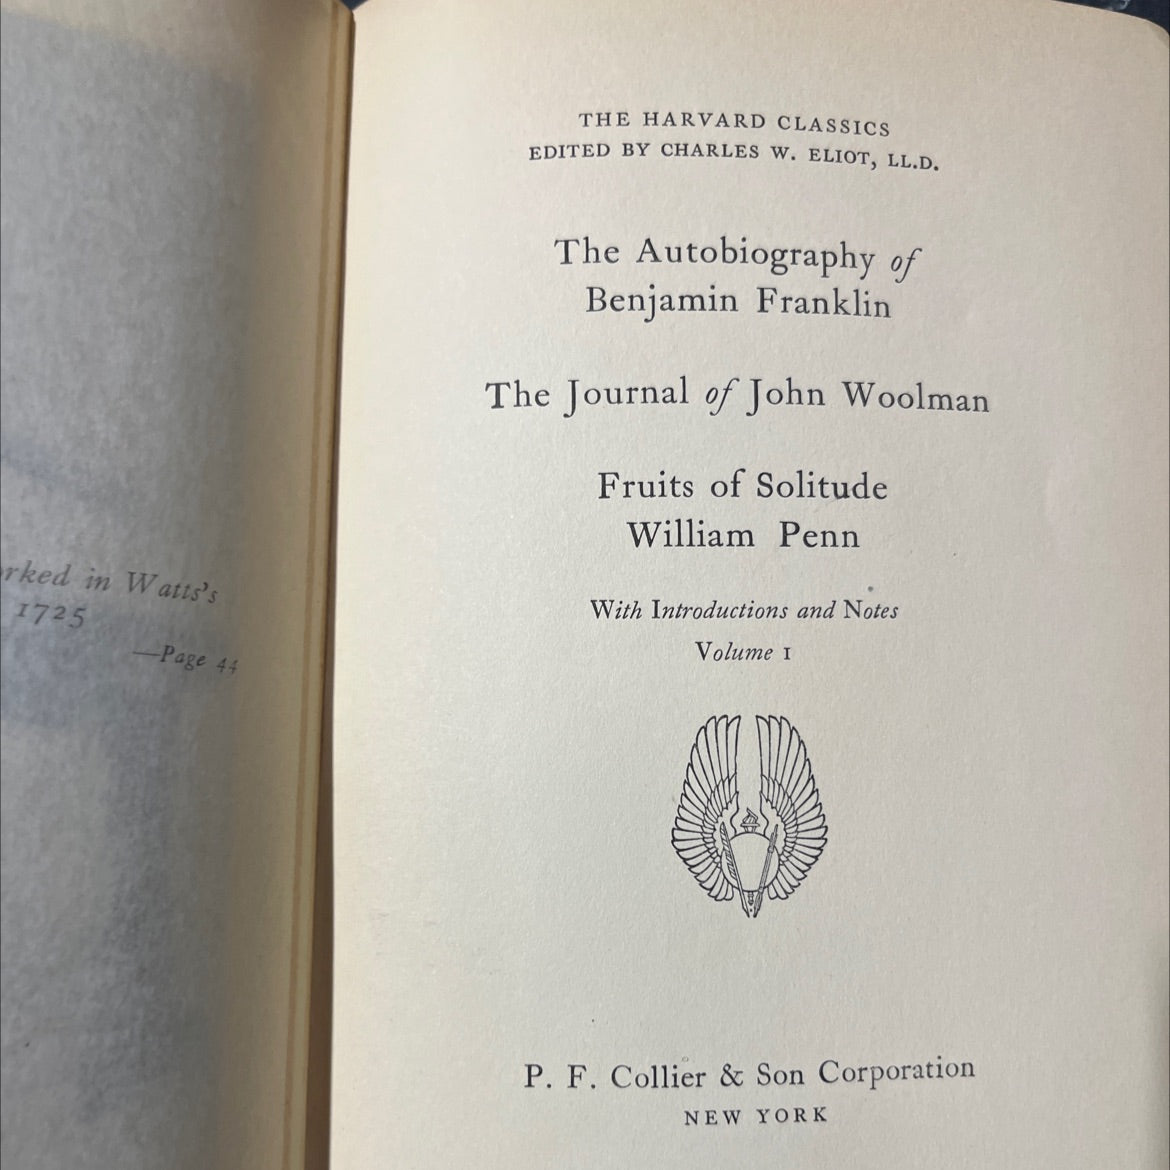 in Watts's
1725
—Page 44
THE HARVARD CLASSICS
EDITED BY CHARLES W. ELIOT, LL.D.
The Autobiography of
Benjamin Franklin
The Journal of John Woolman
Fruits of Solitude
William Penn
With Introductions and Notes
Volume 1
P. F. Collier & Son Corporation
NEW YORK